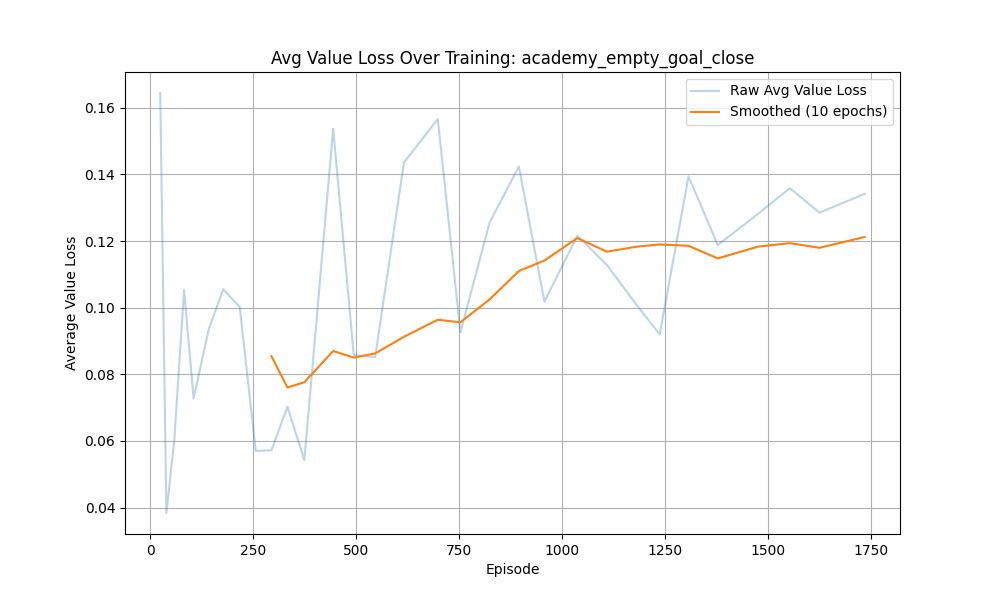 Avg Value Loss Over Training: academy_empty_goal_close
Raw Avg Value Loss
Smoothed (10 epochs)
Average Value Loss
0.16
0.14
0.12
0.10
0.08
0.06
0.04
0 250 500 750 1000 1250 1500 1750
Episode